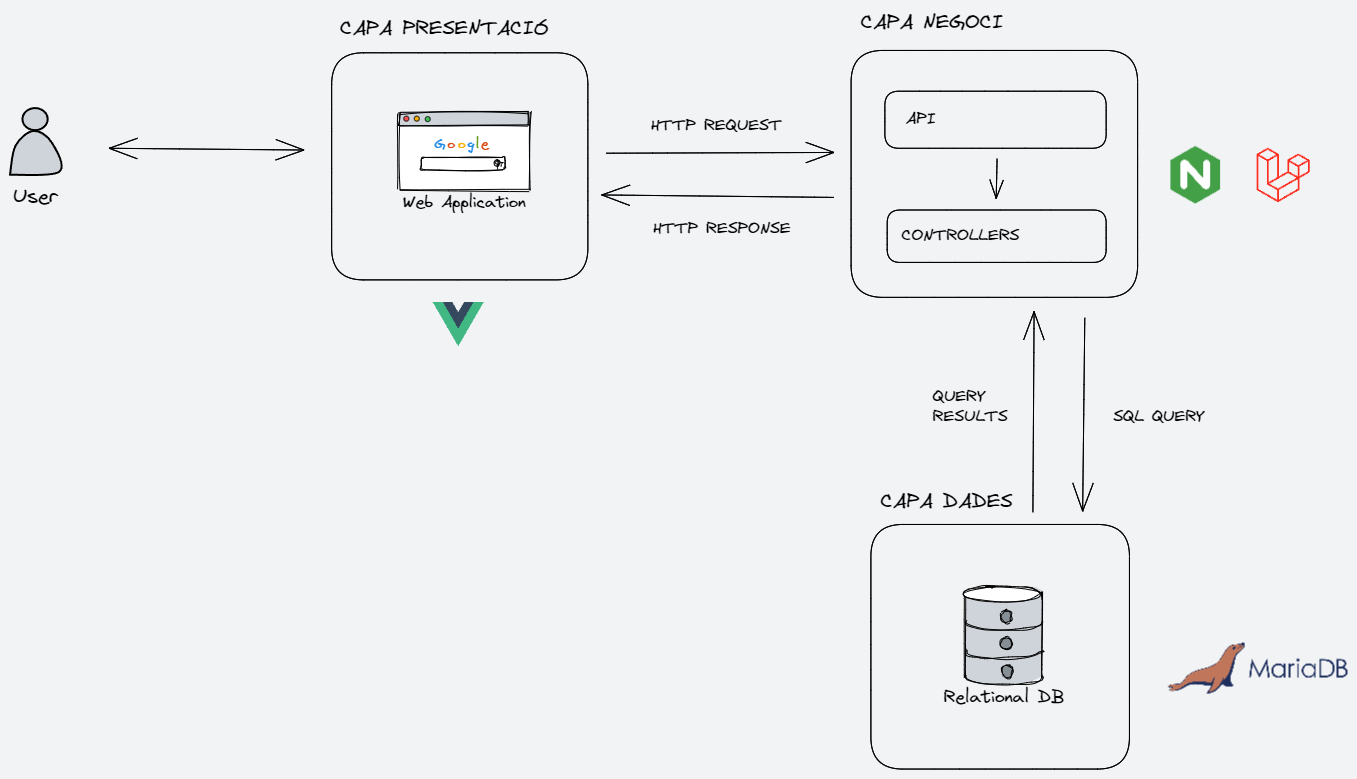 CAPA PRESENTACIÓ
CAPA NEGOCI
User
Google
Web Application
HTTP REQUEST
HTTP RESPONSE
API
CONTROLLERS
N
QUERY
RESULTS
SQL QUERY
CAPA DADES
Relational DB
MariaDB